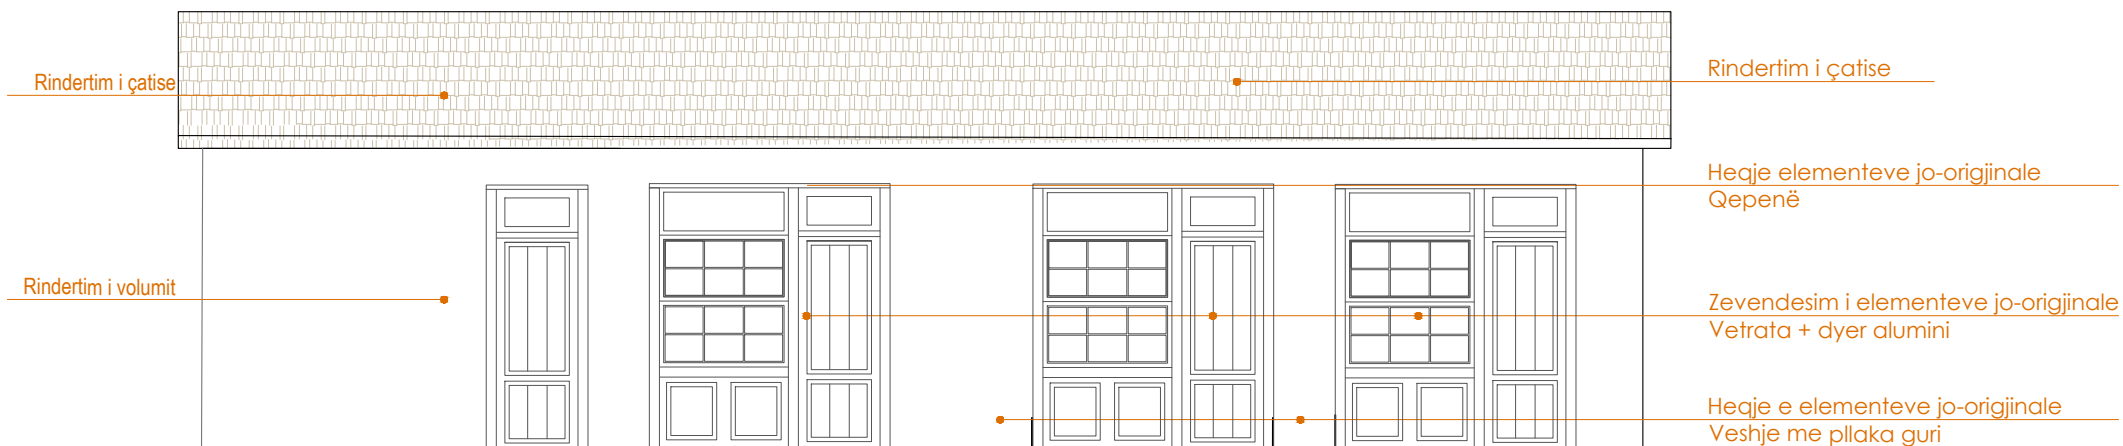 Rindertim i çatise
Rindertim i volumit
Rindertim i çatise
Heqje elementeve jo-origjinale
Qepenë
Zevendesim i elementeve jo-origjinale
Vetrata + dyer alumini
Heqje e elementeve jo-origjinale
Veshje me pllaka guri